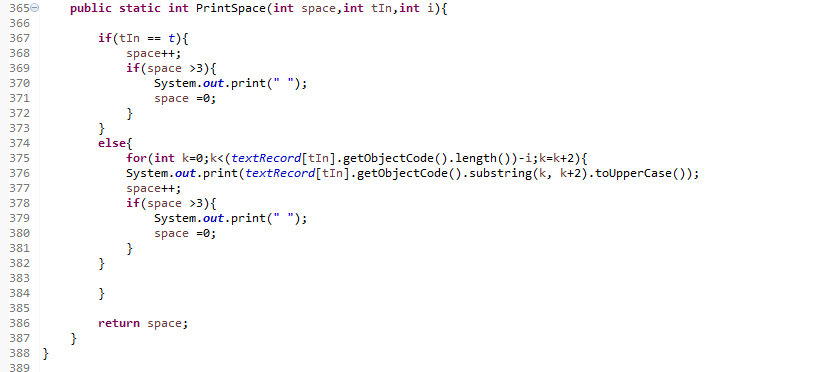 365 public static int PrintSpace(int space,int tIn,int i){
366
367 if(tIn == t){
368 space++;
369 if(space >3){
370 System.out.print(" ");
371 space =0;
372 }
373 }
374 else{
375 for(int k=0;k<(textRecord[tIn].getObjectCode().length())-i;k=k+2){
376 System.out.print(textRecord[tIn].getObjectCode().substring(k, k+2).toUpperCase());
377 space++;
378 if(space >3){
379 System.out.print(" ");
380 space =0;
381 }
382 }
383
384 }
385
386 return space;
387 }
388 }
389